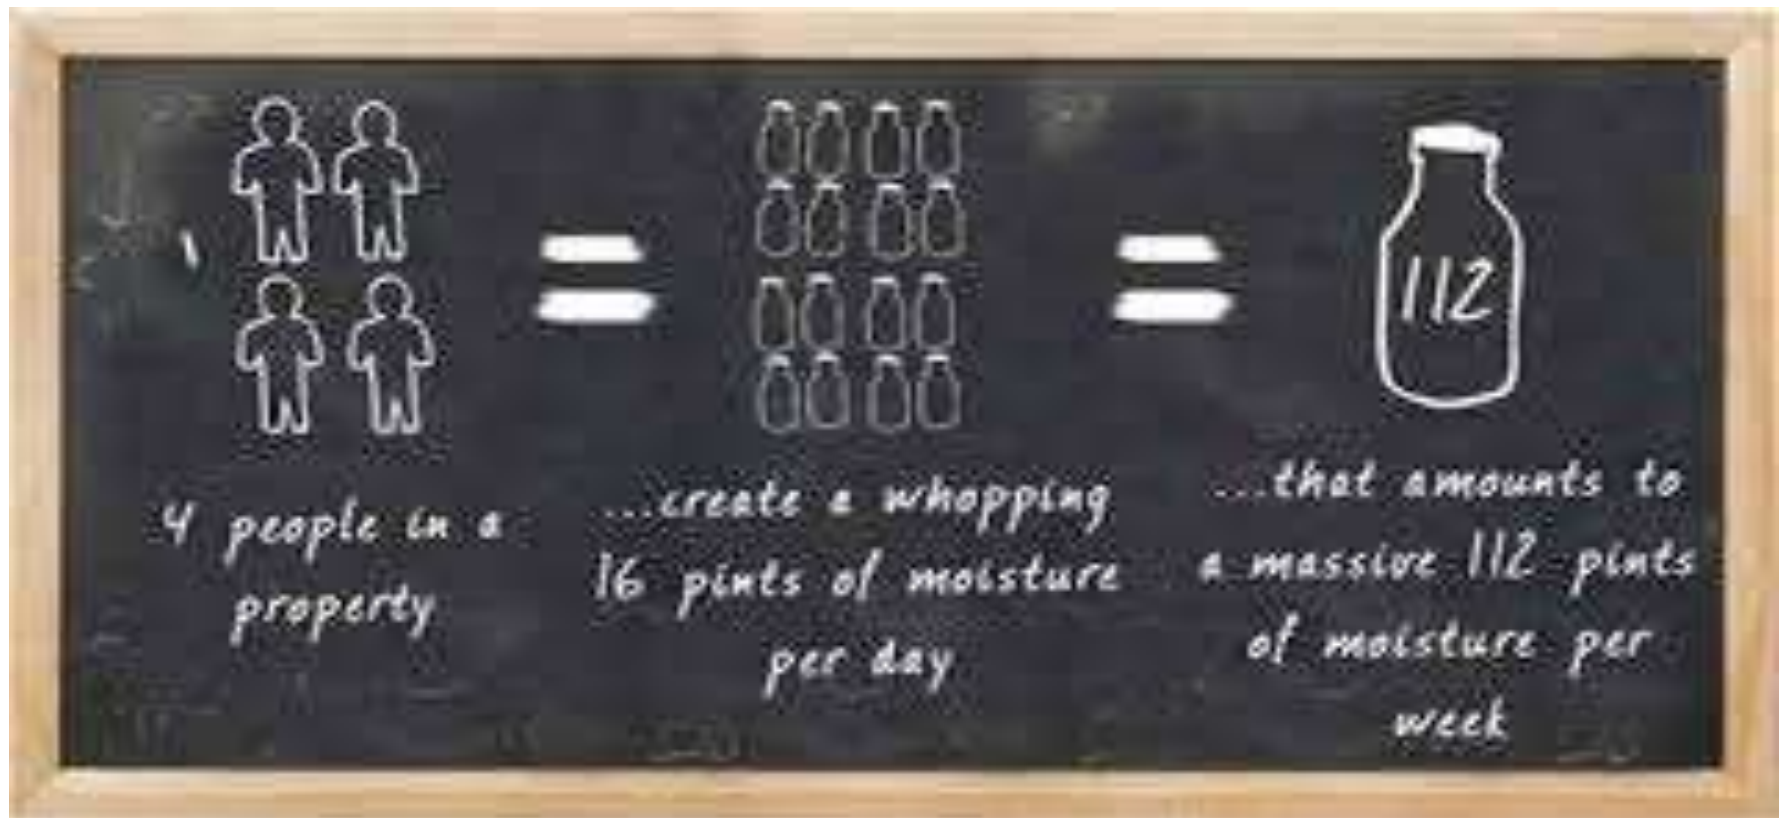 4 people in a
property
...create a whopping
16 pints of moisture
per day
112
...that amounts to
a massive 112 pints
of moisture per
week